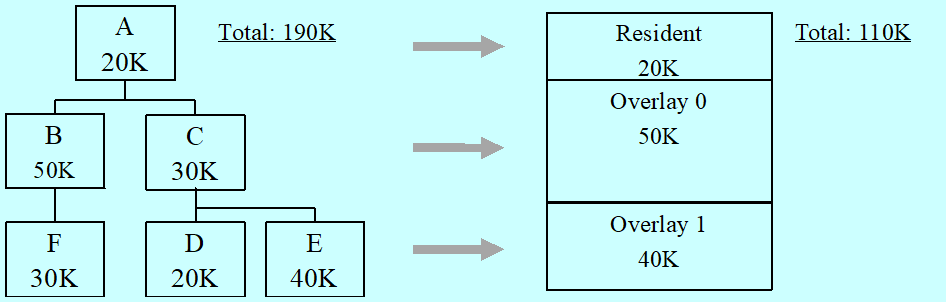 A
20K
Total: 190K
B
50K
C
30K
F
30K
D
20K
E
40K
Resident
20K
Total: 110K
Overlay 0
50K
Overlay 1
40K